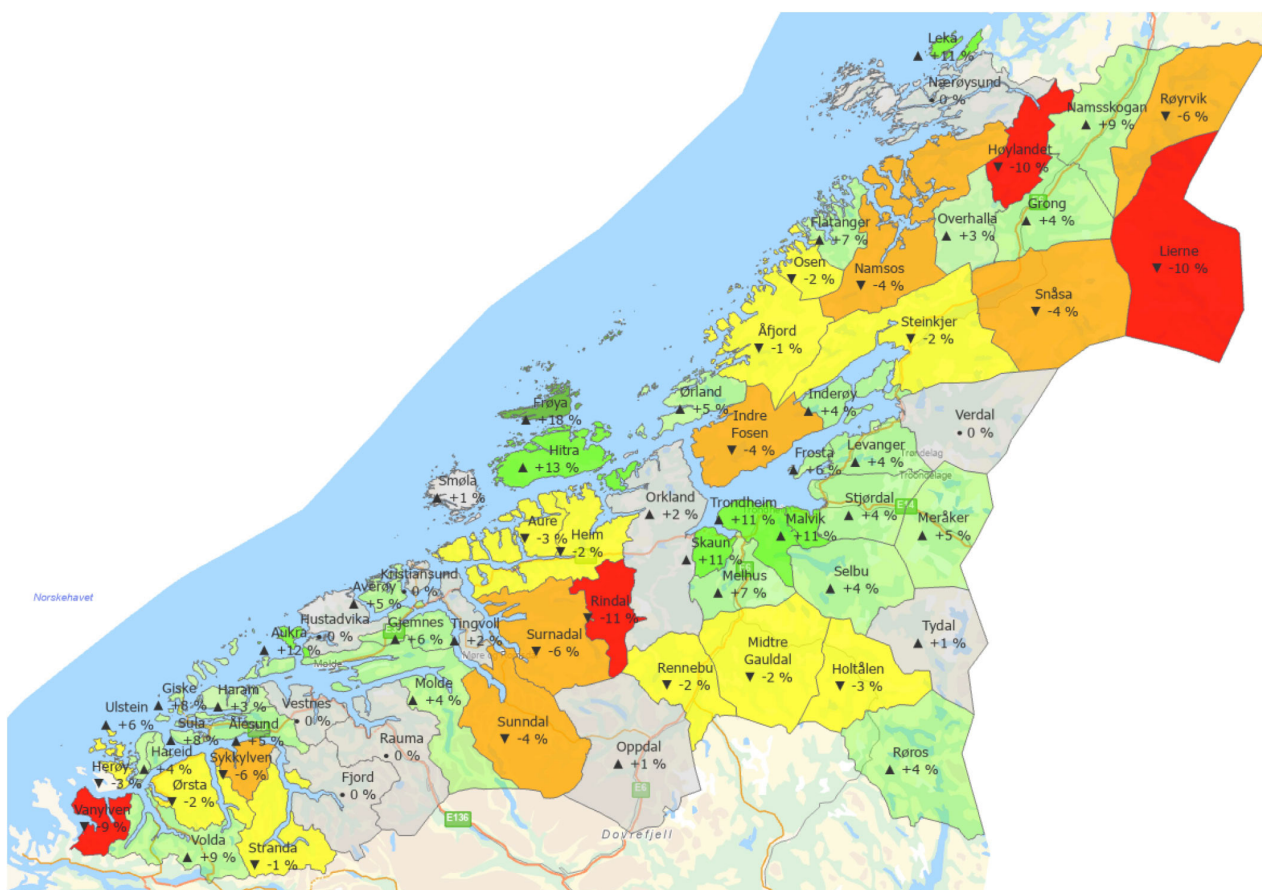 Leka
▲ +11 %
Nærøysund
• 0 %
Namsskogan
▲ +9 %
Røyrvik
▼ -6 %
Høylandet
▼ -10 %
Grong
▲ +4 %
Overhalla
▲ +3 %
Flatanger
▲ +7 %
Lierne
▼ -10 %
Osen
▼ -2 %
Namsos
▼ -4 %
Snåsa
▼ -4 %
Åfjord
▼ -1 %
Steinkjer
▼ -2 %
Ørland
▲ +5 %
Inderøy
▲ +4 %
Frøya
▲ +18 %
Indre
Fosen
▼ -4 %
Verdal
• 0 %
Hitra
▲ +13 %
Levanger
▲ +4 %
Trøndelag
Frosta
▲ +6 %
Smøla
▲ +1 %
Orkland
▲ +2 %
Trondheim
▲ +11 %
Malvik
▲ +11 %
Stjørdal
▲ +4 %
E14
Meråker
▲ +5 %
Aure
▼ -3 %
Heim
▼ -2 %
Skaun
▲ +11 %
Melhus
▲ +7 %
Selbu
▲ +4 %
Kristiansund
• 0 %
Averøy
▲ +5 %
Norskehavet
Rindal
▼ -11 %
Hustadvika
• 0 %
Gjemnes
▲ +6 %
Tingvoll
▲ +2 %
Surnadal
▼ -6 %
Tydal
▲ +1 %
Aukra
▲ +12 %
Molde
Midtre
Gauldal
▼ -2 %
Rennebu
▼ -2 %
Holtålen
▼ -3 %
Molde
▲ +4 %
Giske
▲ +8 %
Haram
▲ +3 %
Vestnes
• 0 %
Ulstein
▲ +6 %
Sula
▲ +8 %
Ålesund
▲ +5 %
Sunndal
▼ -4 %
Rauma
• 0 %
Oppdal
▲ +1 %
Røros
▲ +4 %
Hareid
▲ +4 %
Sykkylven
▼ -6 %
Herøy
▼ -3 %
Fjord
• 0 %
Ørsta
▼ -2 %
E6
Vanylven
▼ -9 %
E136
Dovrefjell
Volda
▲ +9 %
Stranda
▼ -1 %